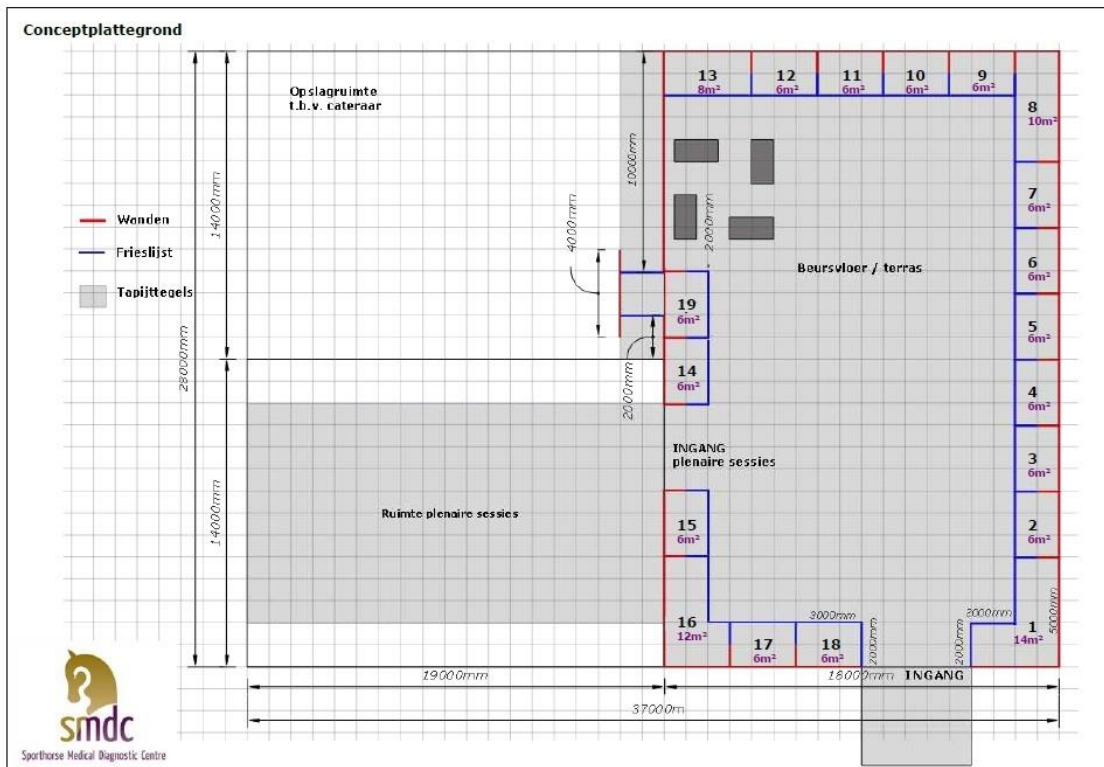 Conceptplattegrond
Opslagruimte
t.b.v. cateraar
Wanden
Frieslijst
Tapijttegels
14000mm
28000mm
14000mm
10000mm
4000mm
2000mm
2000mm
13
8m²
12
6m²
11
6m²
10
6m²
9
6m²
8
10m²
7
6m²
6
6m²
5
6m²
4
6m²
3
6m²
2
6m²
1
14m²
Beursvloer / terras
19
6m²
14
6m²
INGANG
plenaire sessies
Ruimte plenaire sessies
15
6m²
16
12m²
17
6m²
18
6m²
3000mm
2000mm
2000mm
2000mm
5000mm
19000mm
18000mm
INGANG
37000m
smdc
Sporthorse Medical Diagnostic Centre